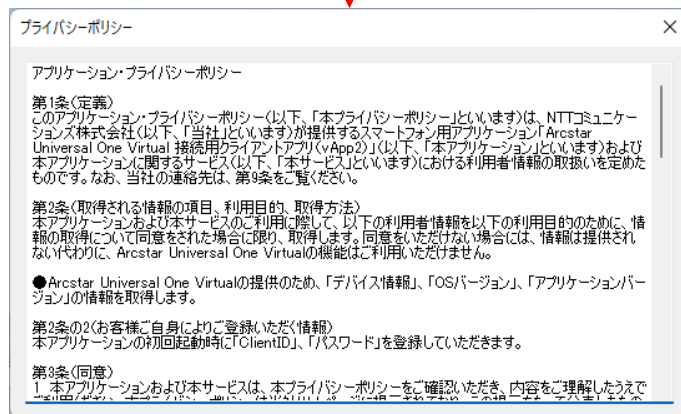 プライバシーポリシー
アプリケーション・プライバシーポリシー
第1条(定義)
このアプリケーション・プライバシーポリシー(以下、「本プライバシーポリシー」といいます)は、NTTコミュニケー
ションズ株式会社(以下、「当社」といいます)が提供するスマートフォン用アプリケーション「Arcstar
Universal One Virtual 接続用クライアントアプリ(vApp2)」(以下、「本アプリケーション」といいます)および
本アプリケーションに関するサービス(以下、「本サービス」といいます)における利用者情報の取扱いを定めた
ものです。なお、当社の連絡先は、第9条をご覧ください。
第2条(取得される情報の項目、利用目的、取得方法)
本アプリケーションおよび本サービスのご利用に際して、以下の利用者情報を以下の利用目的のために、情
報の取得について同意をされた場合に限り、取得します。同意をいただけない場合には、情報は提供され
ない代わりに、Arcstar Universal One Virtualの機能はご利用いただけません。
●Arcstar Universal One Virtualの提供のため、「デバイス情報」、「OSバージョン」、「アプリケーションバー
ジョン」の情報を取得します。
第2条の2(お客様ご自身によりご登録いただく情報)
本アプリケーションの初回起動時に「ClientID」、「パスワード」を登録していただきます。
第3条(同意)
1 本アプリケーションおよび本サービスは、本プライバシーポリシーをご確認いただき、内容をご理解したうえで